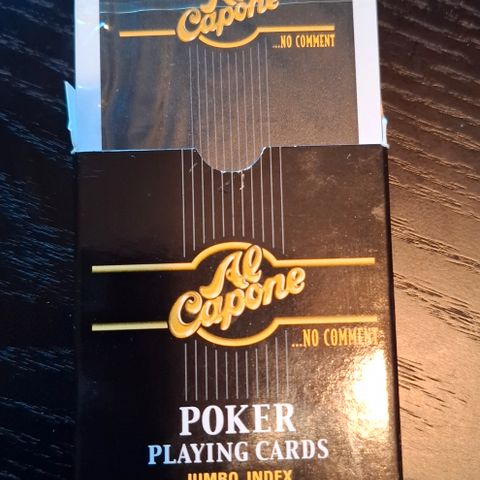 Al
Capone
...NO COMMENT
Al
Capone
...NO COMMENT
POKER
PLAYING CARDS
JUMBO INDEX